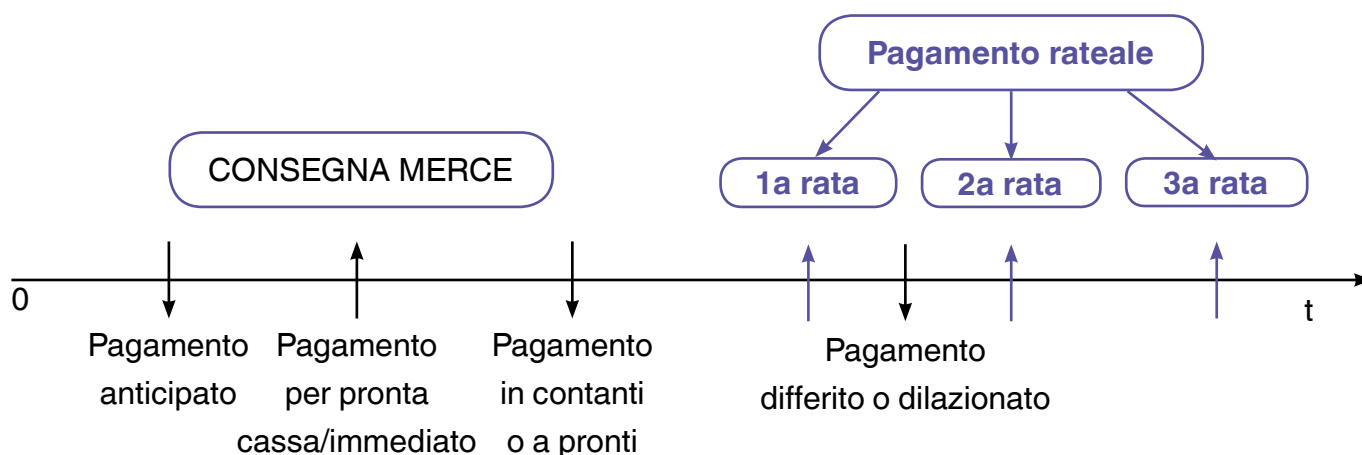 Pagamento rateale
CONSEGNA MERCE
1a rata
2a rata
3a rata
0
t
Pagamento
anticipato
Pagamento
per pronta
cassa/immediato
Pagamento
in contanti
o a pronti
Pagamento
differito o dilazionato